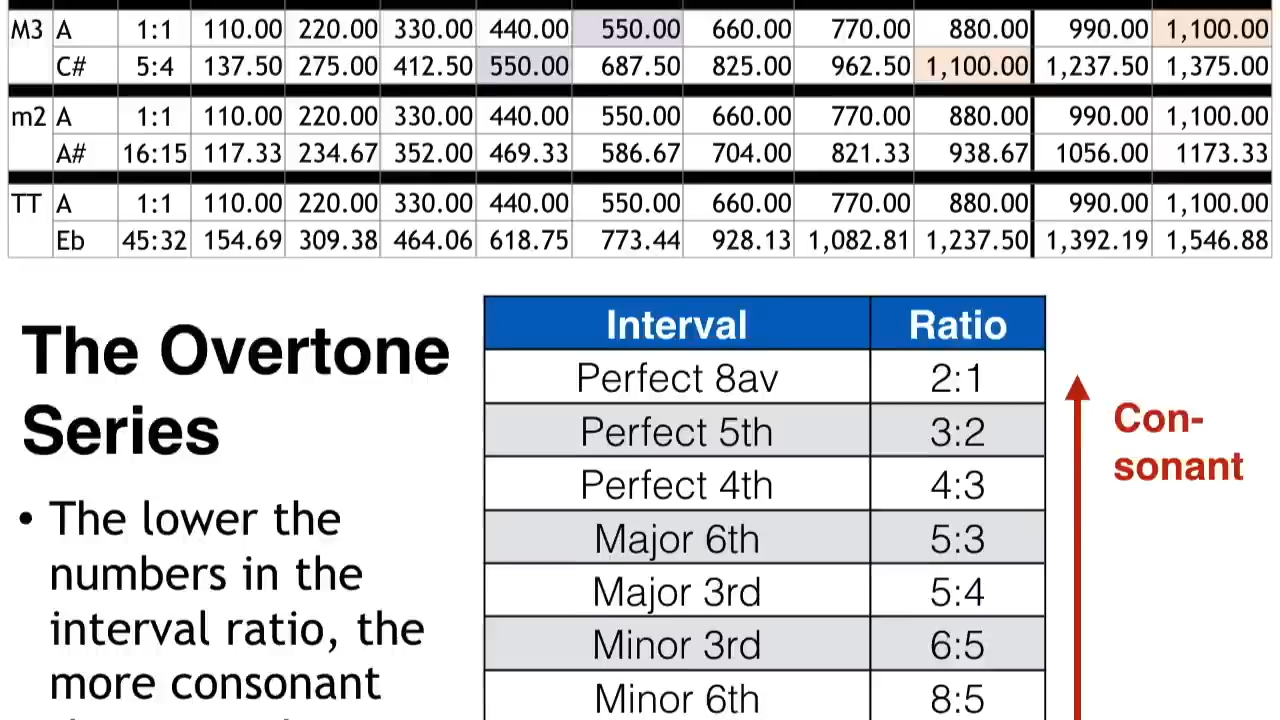 M3 A 1:1 110.00 220.00 330.00 440.00 550.00 660.00 770.00 880.00 990.00 1,100.00
C# 5:4 137.50 275.00 412.50 550.00 687.50 825.00 962.50 1,100.00 1,237.50 1,375.00
m2 A 1:1 110.00 220.00 330.00 440.00 550.00 660.00 770.00 880.00 990.00 1,100.00
A# 16:15 117.33 234.67 352.00 469.33 586.67 704.00 821.33 938.67 1056.00 1173.33
TT A 1:1 110.00 220.00 330.00 440.00 550.00 660.00 770.00 880.00 990.00 1,100.00
Eb 45:32 154.69 309.38 464.06 618.75 773.44 928.13 1,082.81 1,237.50 1,392.19 1,546.88
The Overtone
Series
• The lower the
numbers in the
interval ratio, the
more consonant
Interval Ratio
Perfect 8av 2:1
Perfect 5th 3:2
Perfect 4th 4:3
Major 6th 5:3
Major 3rd 5:4
Minor 3rd 6:5
Minor 6th 8:5
Con-
sonant